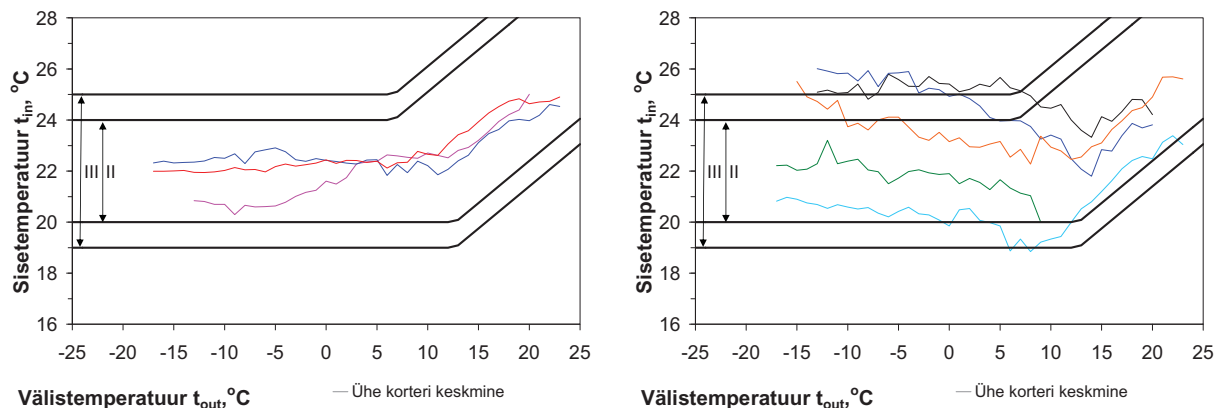 Sisetemperatuur t_in, °C
28
26
24
22
20
18
16
III II
-25 -20 -15 -10 -5 0 5 10 15 20 25
Välistemperatuur t_out, °C
Ühe korteri keskmine
Sisetemperatuur t_in, °C
28
26
24
22
20
18
16
III II
-25 -20 -15 -10 -5 0 5 10 15 20 25
Välistemperatuur t_out, °C
Ühe korteri keskmine